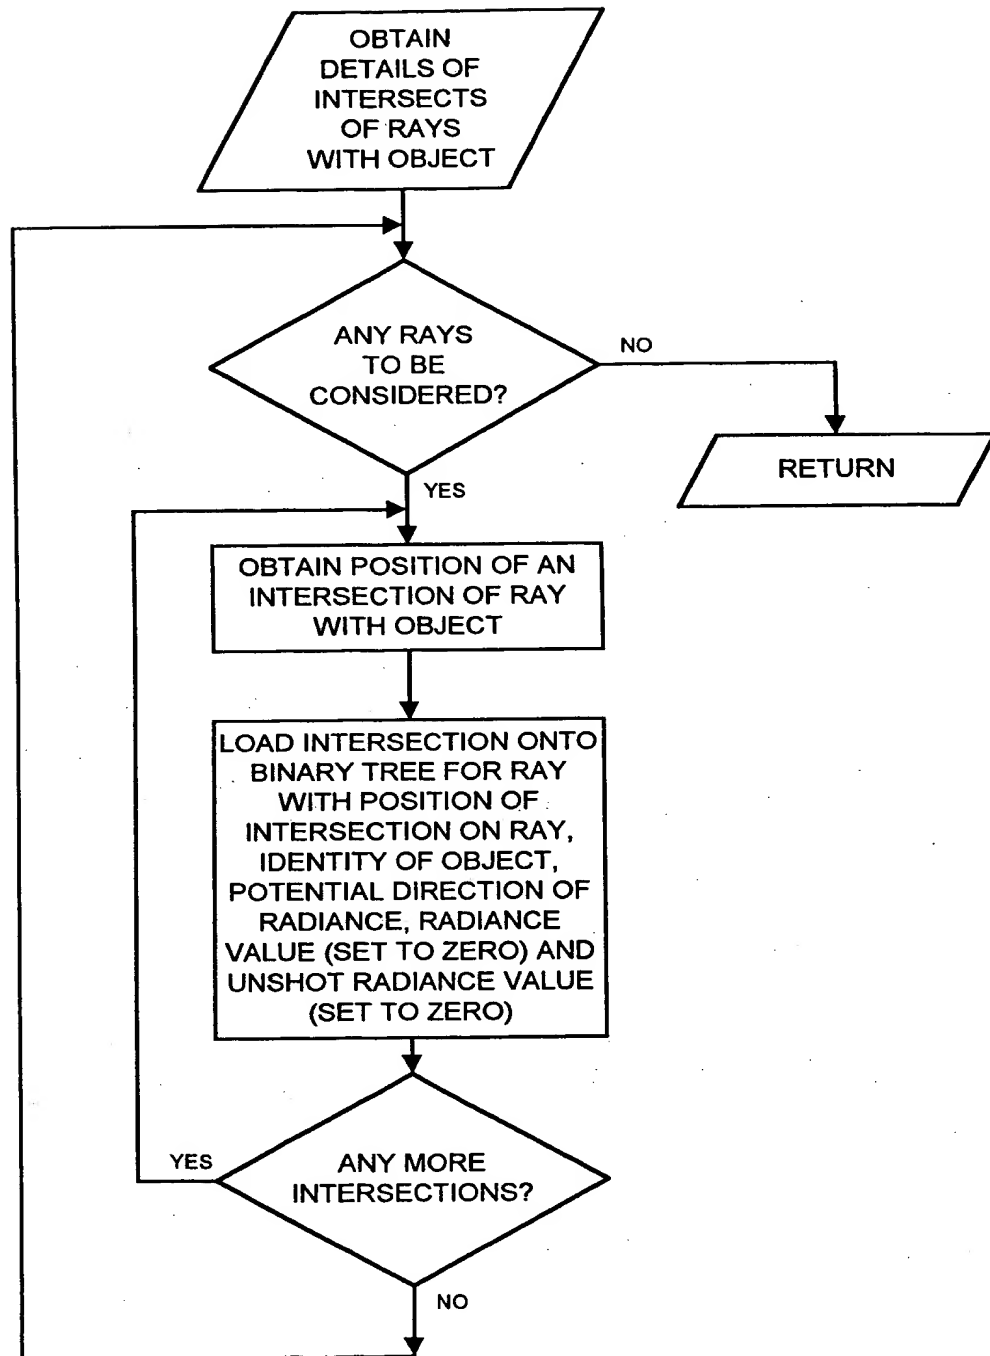 OBTAIN
DETAILS OF
INTERSECTS
OF RAYS
WITH OBJECT
ANY RAYS
TO BE
CONSIDERED?
NO
RETURN
YES
OBTAIN POSITION OF AN
INTERSECTION OF RAY
WITH OBJECT
LOAD INTERSECTION ONTO
BINARY TREE FOR RAY
WITH POSITION OF
INTERSECTION ON RAY,
IDENTITY OF OBJECT,
POTENTIAL DIRECTION OF
RADIANCE, RADIANCE
VALUE (SET TO ZERO) AND
UNSHOT RADIANCE VALUE
(SET TO ZERO)
YES
ANY MORE
INTERSECTIONS?
NO